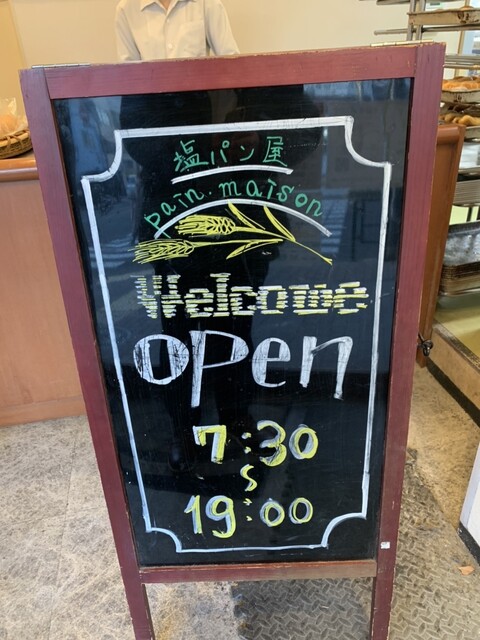 塩パン屋
pain.maison
Welcome
open
7:30
〜
19:00